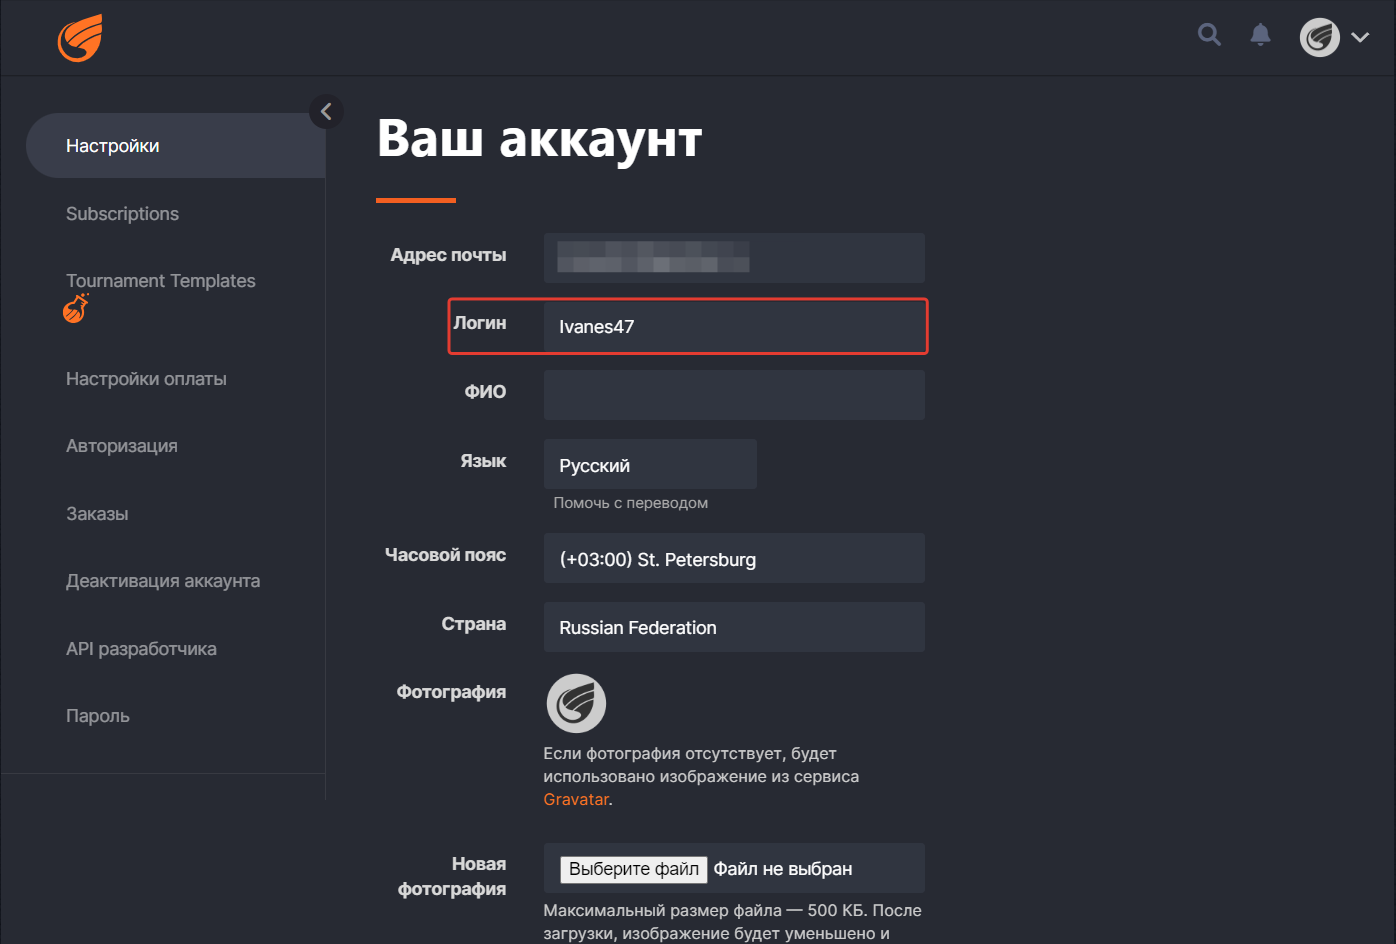 Настройки
Subscriptions
Tournament Templates
Настройки оплаты
Авторизация
Заказы
Деактивация аккаунта
API разработчика
Пароль
Ваш аккаунт
Адрес почты
Логин
Ivanes47
ФИО
Язык
Русский
Помочь с переводом
Часовой пояс
(+03:00) St. Petersburg
Страна
Russian Federation
Фотография
Если фотография отсутствует, будет
использовано изображение из сервиса
Gravatar.
Новая
фотография
Выберите файл Файл не выбран
Максимальный размер файла — 500 КБ. После
загрузки, изображение будет уменьшено и